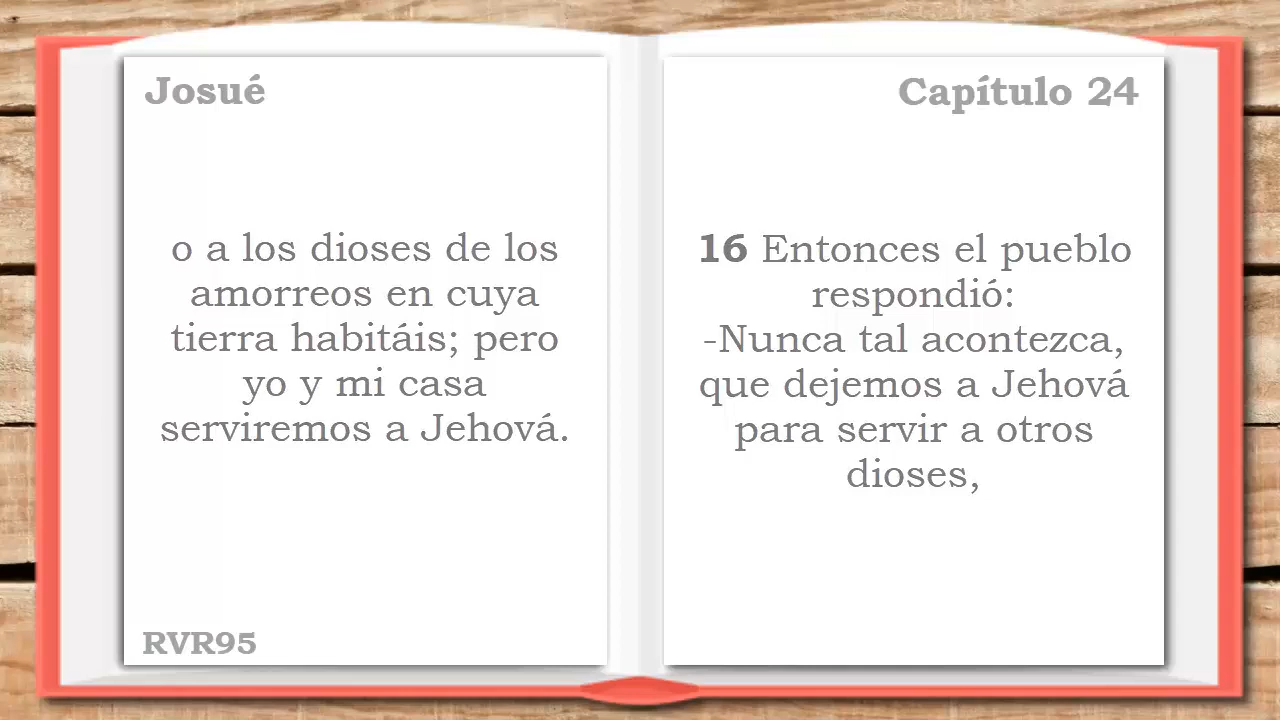 Josué
o a los dioses de los
amorreos en cuya
tierra habitáis; pero
yo y mi casa
serviremos a Jehová.
RVR95
Capítulo 24
16 Entonces el pueblo
respondió:
-Nunca tal acontezca,
que dejemos a Jehová
para servir a otros
dioses,